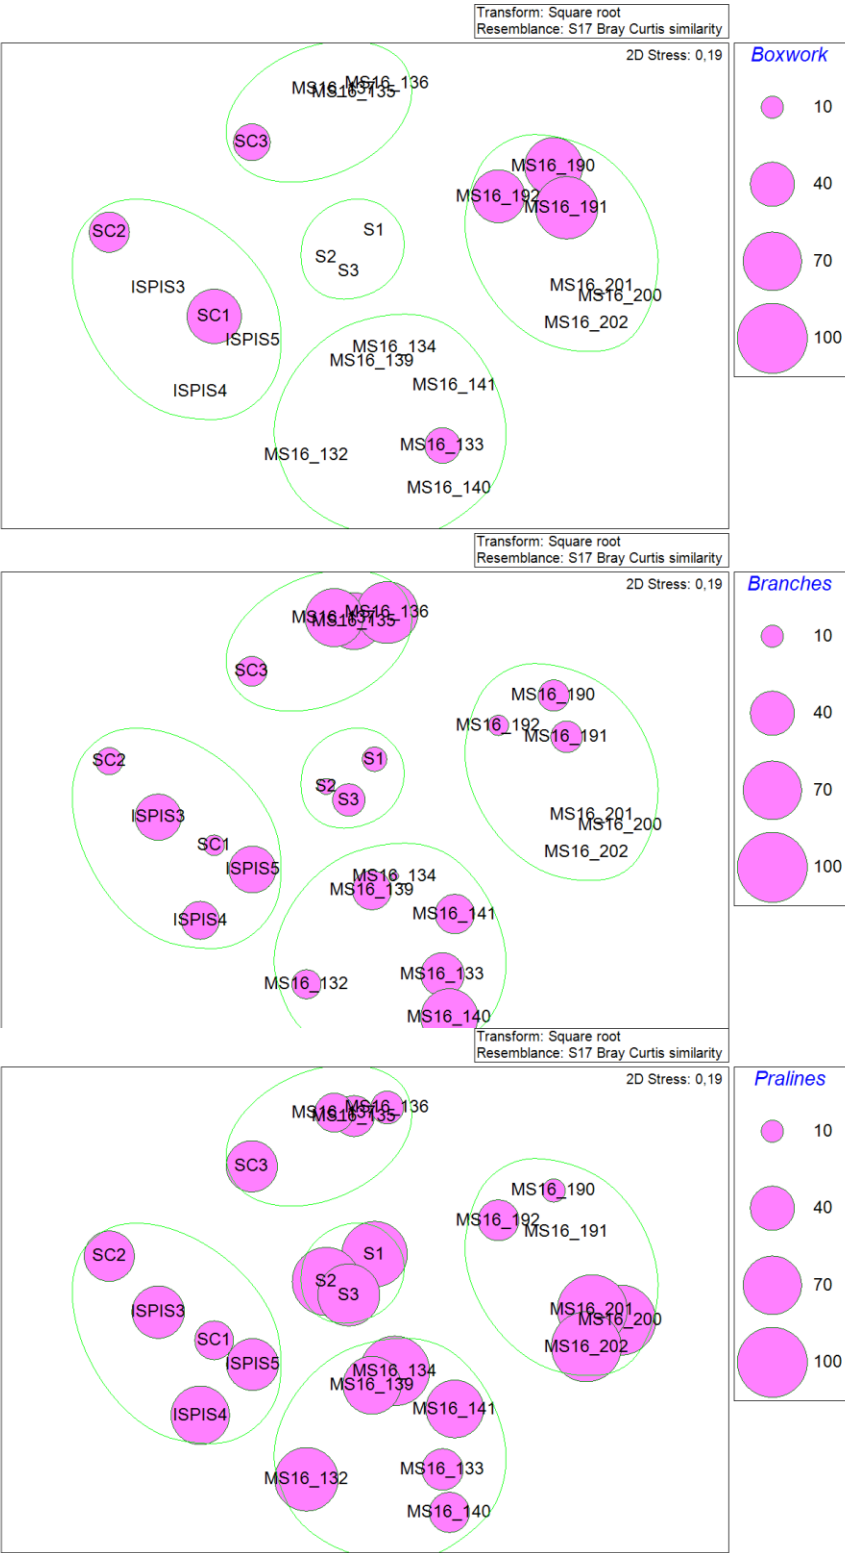 Transform: Square root
Resemblance: S17 Bray Curtis similarity
2D Stress: 0,19
Boxwork
10
40
70
100
MS16_136
MS16_137
MS16_135
SC3
MS16_190
MS16_192
MS16_191
SC2
S1
S2
S3
ISPIS3
SC1
ISPIS5
ISPIS4
MS16_201
MS16_200
MS16_202
MS16_134
MS16_139
MS16_141
MS16_133
MS16_132
MS16_140
Transform: Square root
Resemblance: S17 Bray Curtis similarity
2D Stress: 0,19
Branches
10
40
70
100
MS16_136
MS16_137
MS16_135
SC3
MS16_190
MS16_192
MS16_191
SC2
S1
S2
S3
ISPIS3
SC1
ISPIS5
ISPIS4
MS16_201
MS16_200
MS16_202
MS16_134
MS16_139
MS16_141
MS16_133
MS16_132
MS16_140
Transform: Square root
Resemblance: S17 Bray Curtis similarity
2D Stress: 0,19
Pralines
10
40
70
100
MS16_136
MS16_137
MS16_135
SC3
MS16_190
MS16_192
MS16_191
SC2
S1
S2
S3
ISPIS3
SC1
ISPIS5
ISPIS4
MS16_201
MS16_200
MS16_202
MS16_134
MS16_139
MS16_141
MS16_133
MS16_132
MS16_140